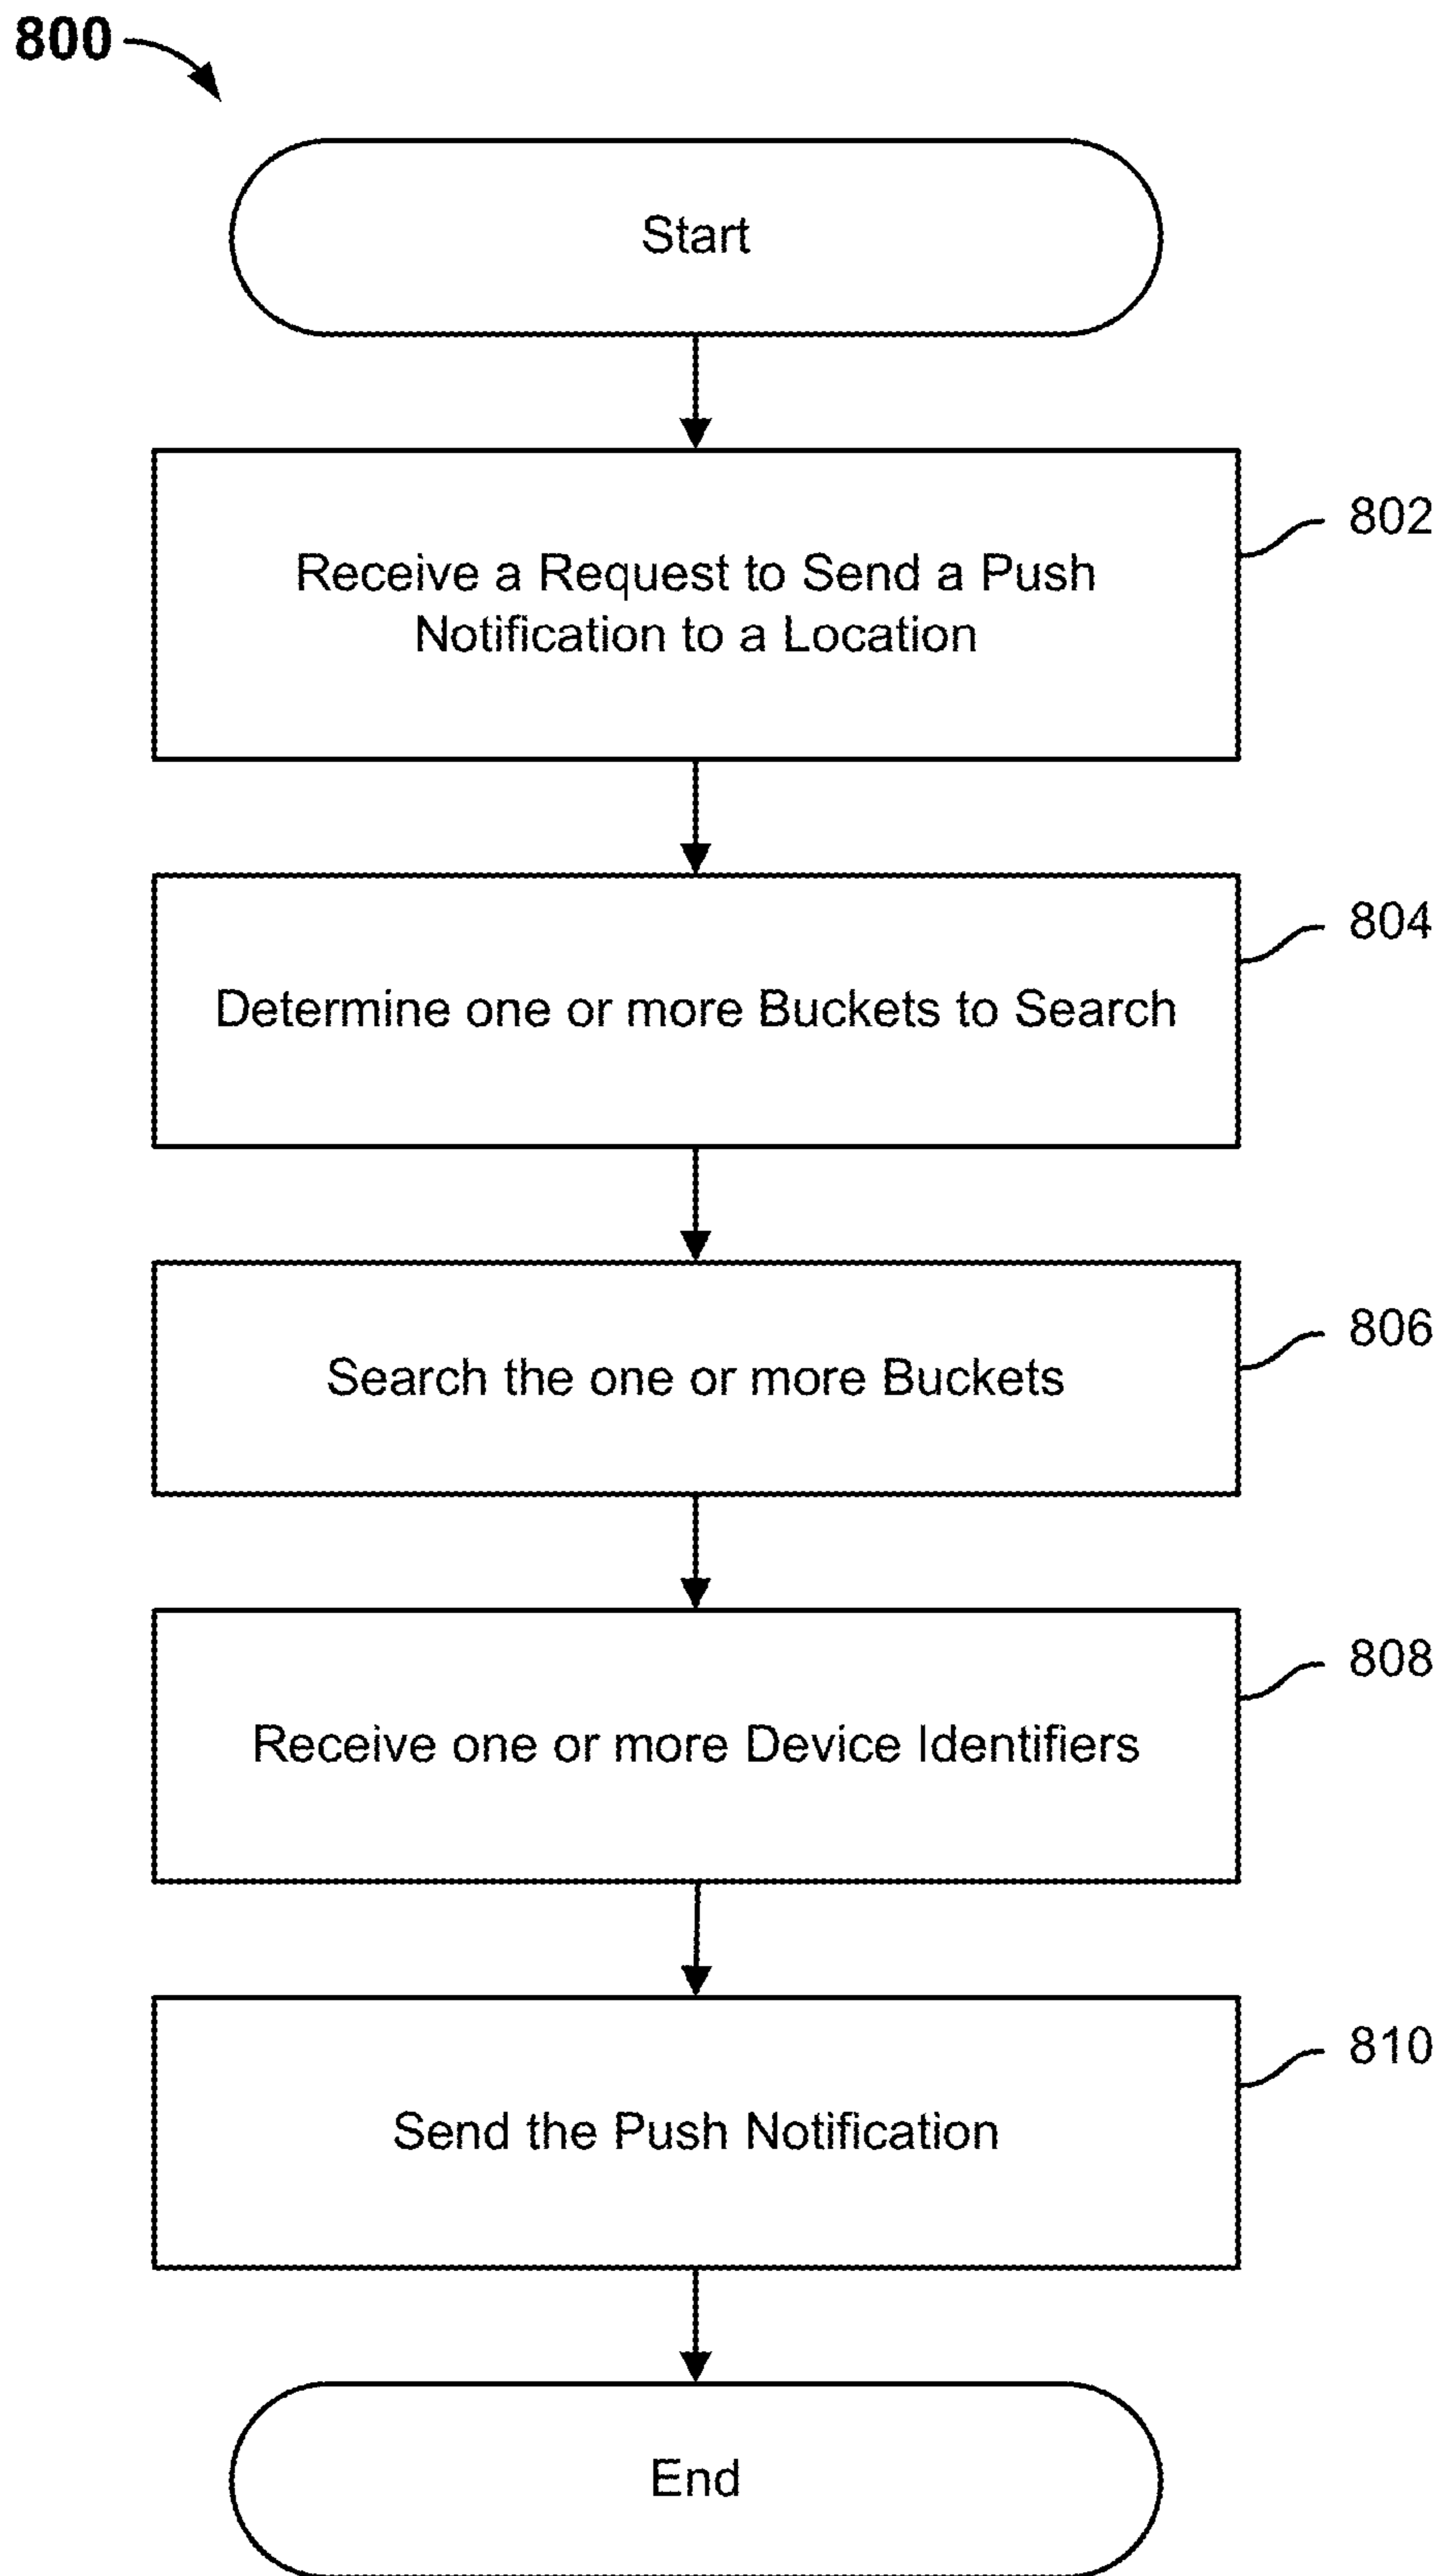 800
Start
Receive a Request to Send a Push
Notification to a Location
802
Determine one or more Buckets to Search
804
Search the one or more Buckets
806
Receive one or more Device Identifiers
808
Send the Push Notification
810
End